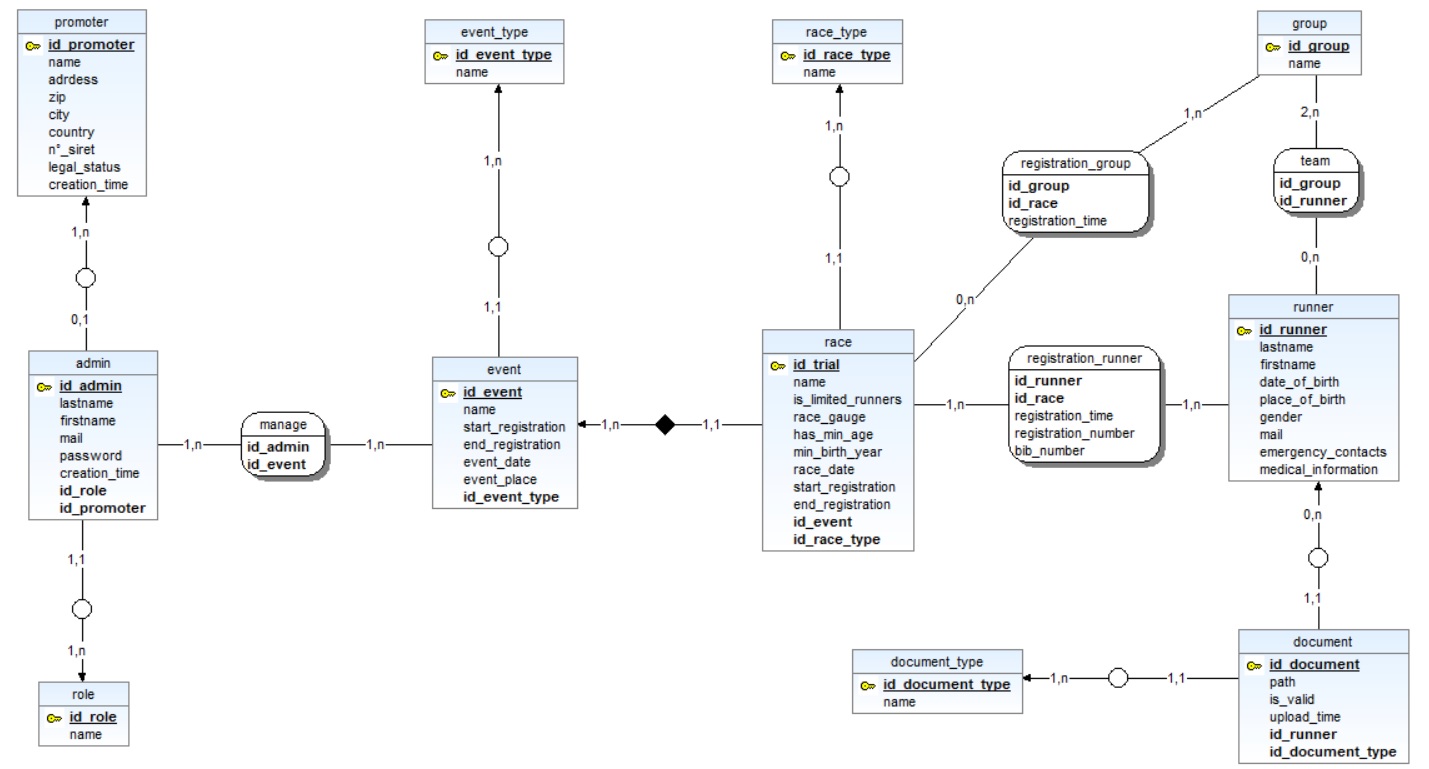 promoter
id_promoter
name
adrdess
zip
city
country
n°_siret
legal_status
creation_time
event_type
id_event_type
name
race_type
id_race_type
name
group
id_group
name
1,n
1,n
1,n
1,n
2,n
registration_group
id_group
id_race
registration_time
team
id_group
id_runner
0,1
1,1
1,1
0,n
0,n
admin
id_admin
lastname
firstname
mail
password
creation_time
id_role
id_promoter
1,n
manage
id_admin
id_event
1,n
event
id_event
name
start_registration
end_registration
event_date
event_place
id_event_type
1,n
1,1
race
id_trial
name
is_limited_runners
race_gauge
has_min_age
min_birth_year
race_date
start_registration
end_registration
id_event
id_race_type
1,n
registration_runner
id_runner
id_race
registration_time
registration_number
bib_number
1,n
runner
id_runner
lastname
firstname
date_of_birth
place_of_birth
gender
mail
emergency_contacts
medical_information
1,1
1,n
role
id_role
name
0,n
1,1
document_type
id_document_type
name
1,n
1,1
document
id_document
path
is_valid
upload_time
id_runner
id_document_type